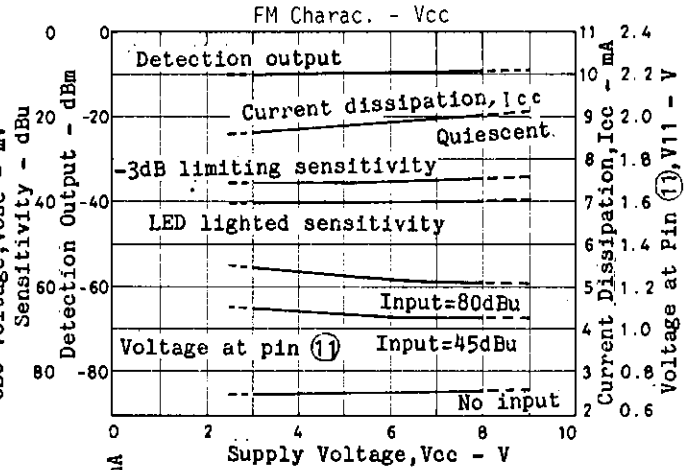 FM Charac. - Vcc
0 0 11 2.4
Detection output
10 2.2
-20 Current dissipation, Icc 9 2.0
Quiescent
8 1.8
-3dB limiting sensitivity
40 -40 7 1.6
LED lighted sensitivity
6 1.4
60 -60 5 1.2
Input=80dBu
4 1.0
Voltage at pin ⑪ Input=45dBu
80 -80 3 0.8
No input
2 0.6
0 2 4 6 8 10
Supply Voltage,Vcc - V
Sensitivity - dBu
Detection Output - dBm
Current Dissipation,Icc - mA
Voltage at Pin ⑪,V11 - V
mA